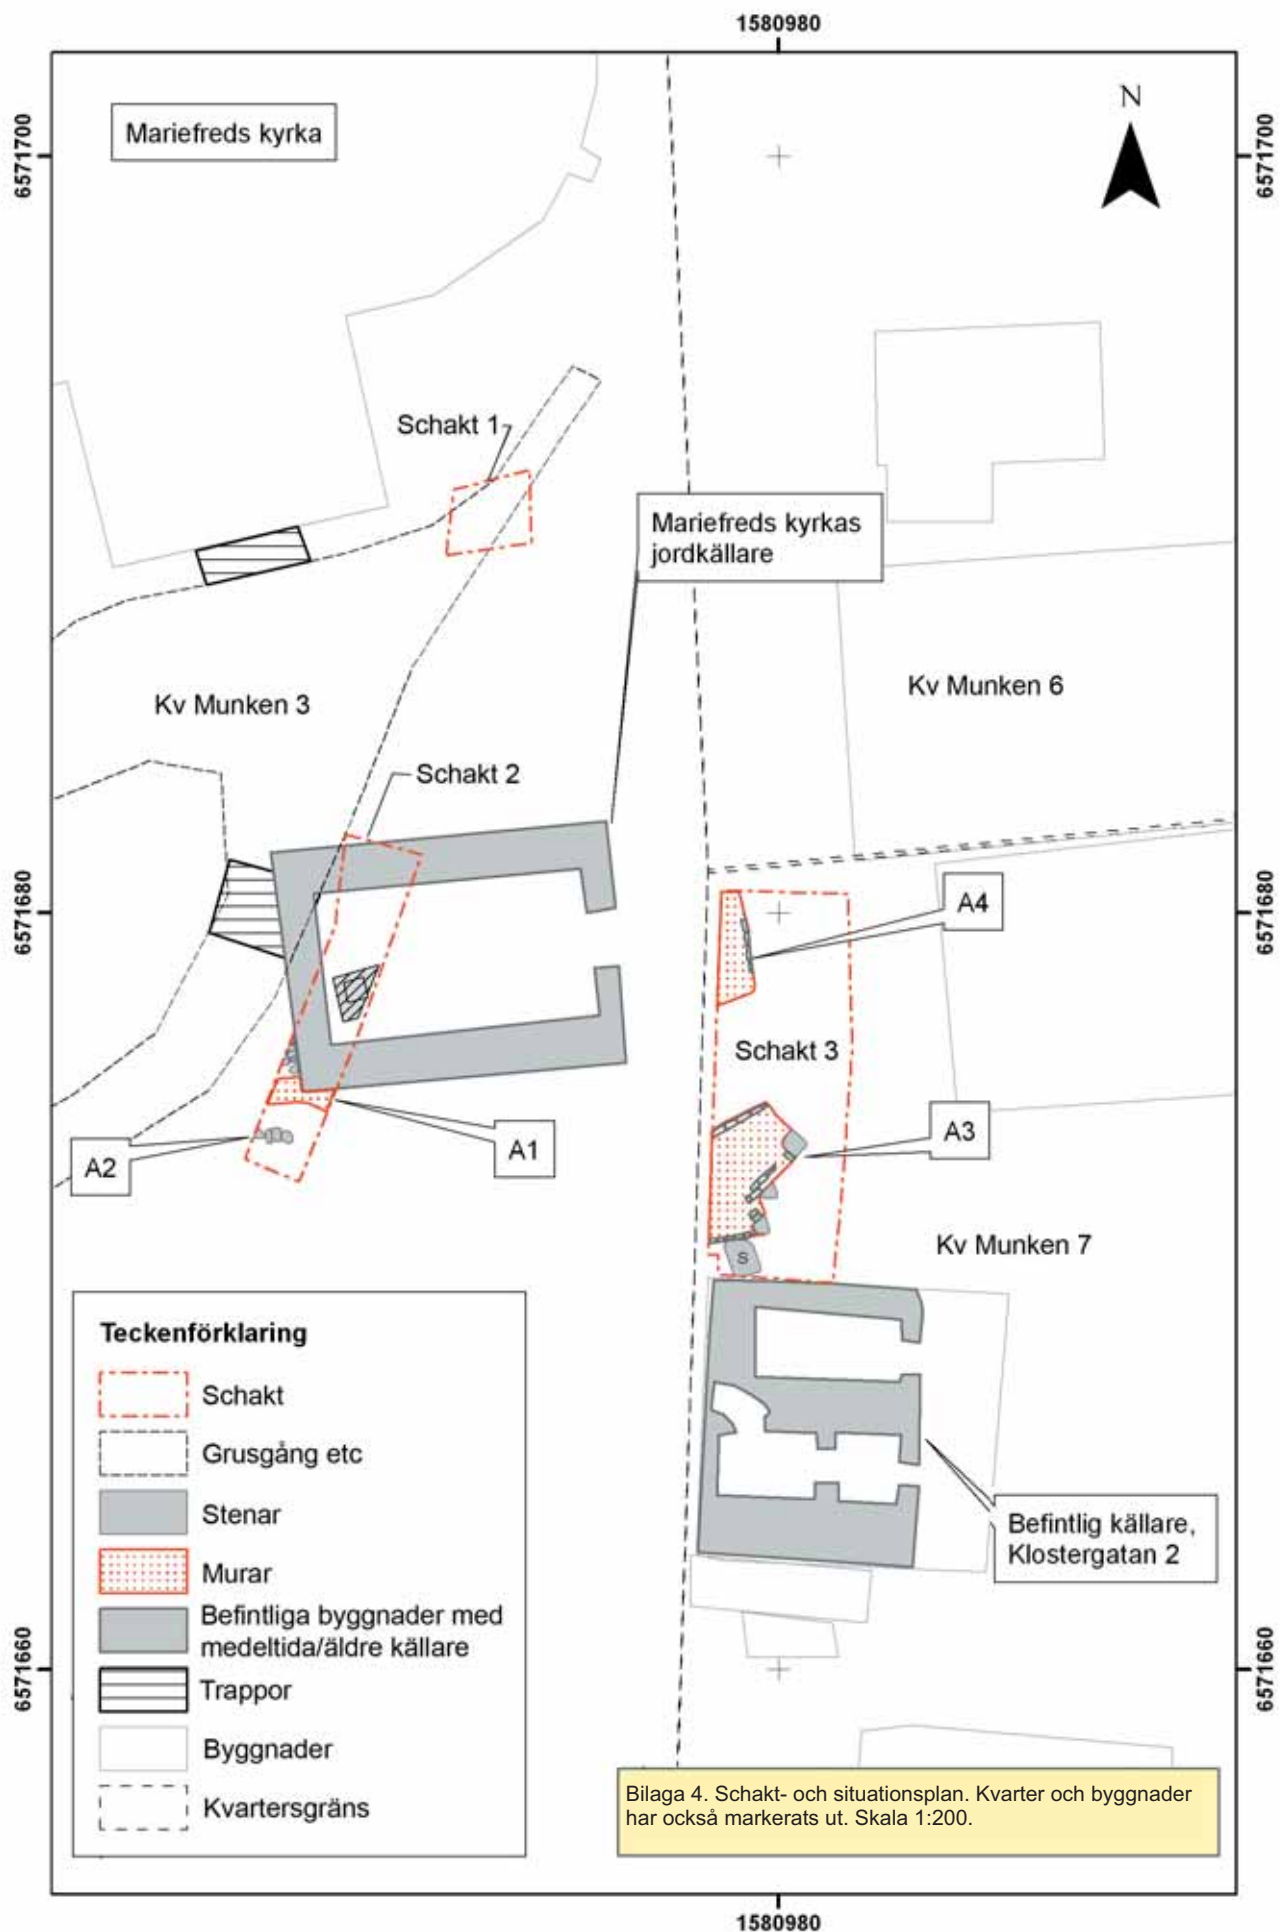 1580980
6571700
6571700
Mariefreds kyrka
N
Schakt 1
Mariefreds kyrkas
jordkällare
Kv Munken 3
Kv Munken 6
Schakt 2
6571680
6571680
A4
Schakt 3
A3
A1
A2
Kv Munken 7
S
Teckenförklaring
Schakt
Grusgång etc
Stenar
Murar
Befintliga byggnader med
medeltida/äldre källare
Trappor
Byggnader
Kvartersgräns
Befintlig källare,
Klostergatan 2
6571660
6571660
Bilaga 4. Schakt- och situationsplan. Kvarter och byggnader
har också markerats ut. Skala 1:200.
1580980